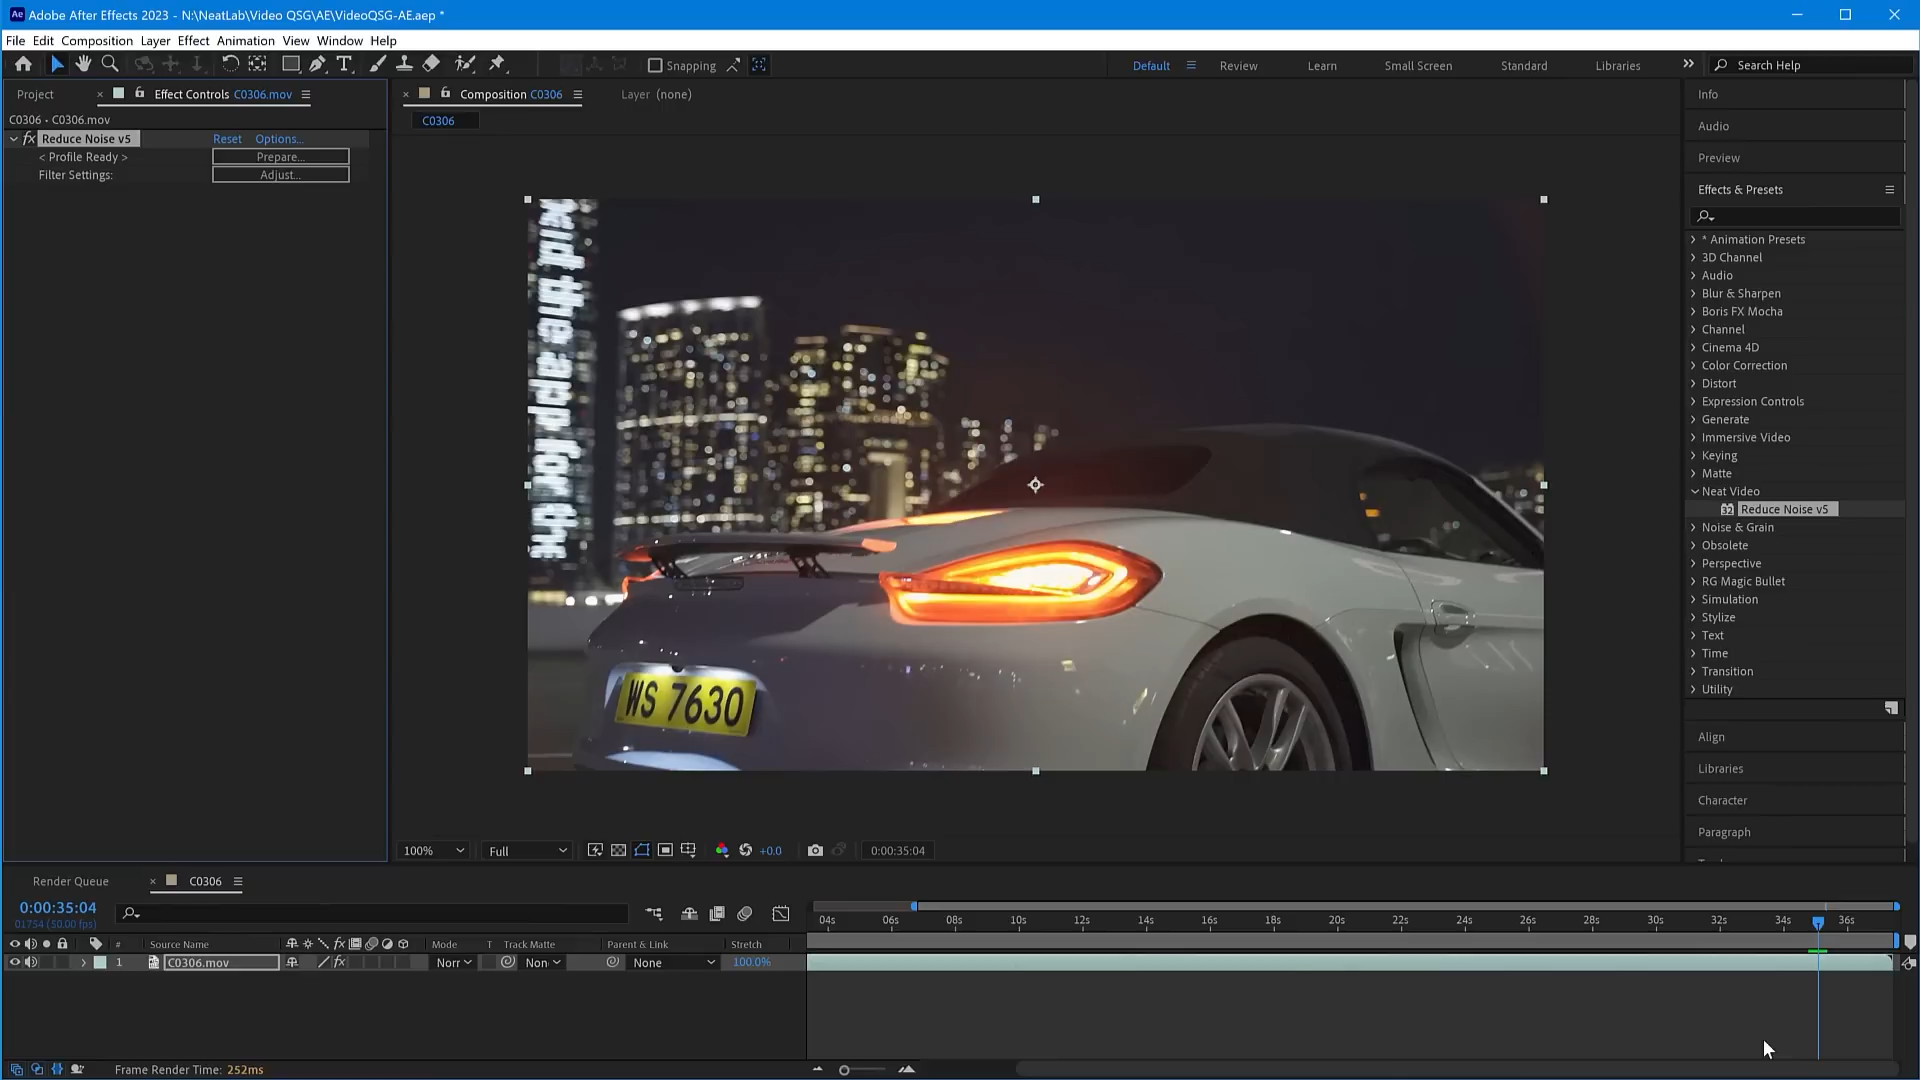 Ae Adobe After Effects 2023 - N:\NeatLab\Video QSG\AE\VideoQSG-AE.aep *
File Edit Composition Layer Effect Animation View Window Help
Snapping
Default Review Learn Small Screen Standard Libraries Search Help
Project Effect Controls C0306.mov
C0306 • C0306.mov
Reduce Noise v5 Reset Options...
< Profile Ready > Prepare...
Filter Settings: Adjust...
Composition C0306 Layer (none)
C0306
WS 7630
100% Full +0.0 0:00:35:04
Info
Audio
Preview
Effects & Presets
* Animation Presets
3D Channel
Audio
Blur & Sharpen
Boris FX Mocha
Channel
Cinema 4D
Color Correction
Distort
Expression Controls
Generate
Immersive Video
Keying
Matte
Neat Video
32 Reduce Noise v5
Noise & Grain
Obsolete
Perspective
RG Magic Bullet
Simulation
Stylize
Text
Time
Transition
Utility
Align
Libraries
Character
Paragraph
Render Queue C0306
0:00:35:04
01754 (50.00 fps)
# Source Name Mode T Track Matte Parent & Link Stretch
1 C0306.mov Norr Non None 100.0%
04s 06s 08s 10s 12s 14s 16s 18s 20s 22s 24s 26s 28s 30s 32s 34s 36s
Frame Render Time: 252ms